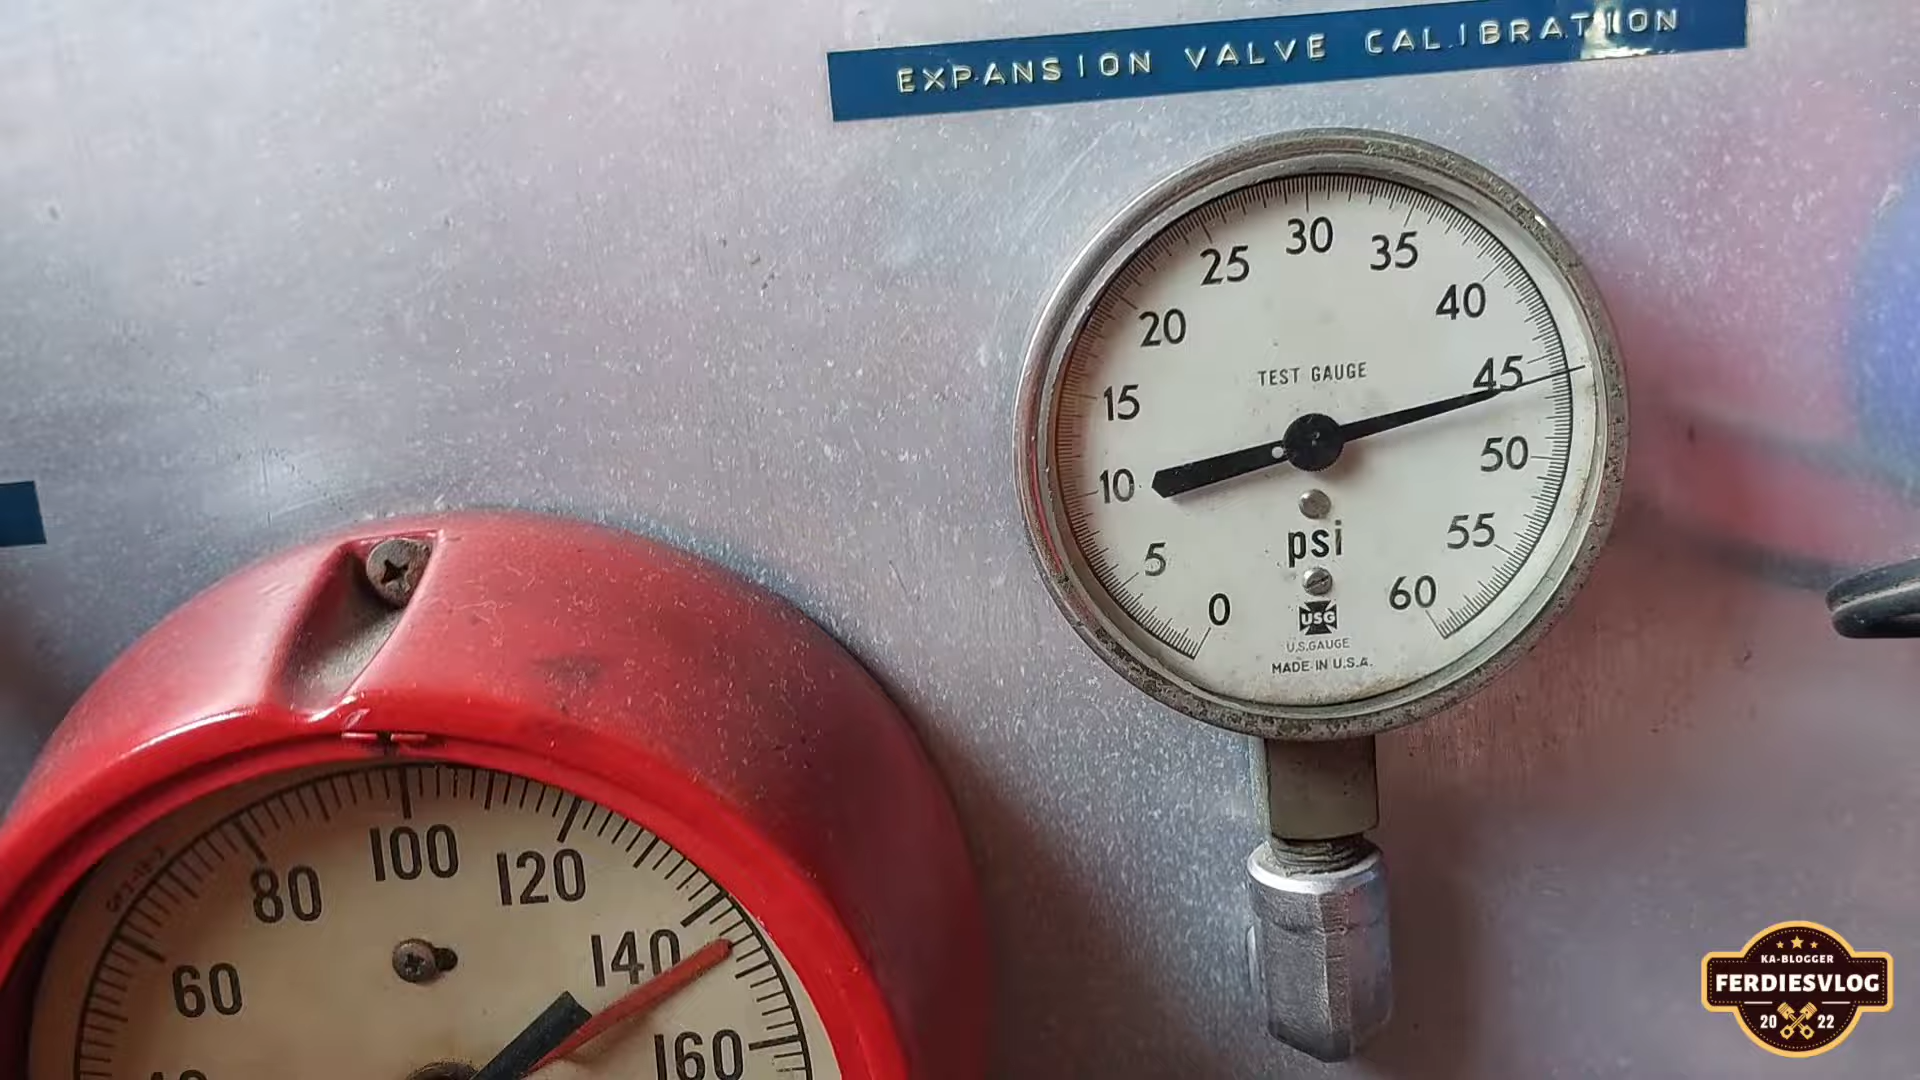 EXPANSION VALVE CALIBRATION
30
25
35
20
40
TEST GAUGE
45
15
50
10
psi
55
5
60
0
USG
U.S.GAUGE
MADE IN U.S.A.
100
120
80
140
60
160
KA-BLOGGER
FERDIESVLOG
20 22